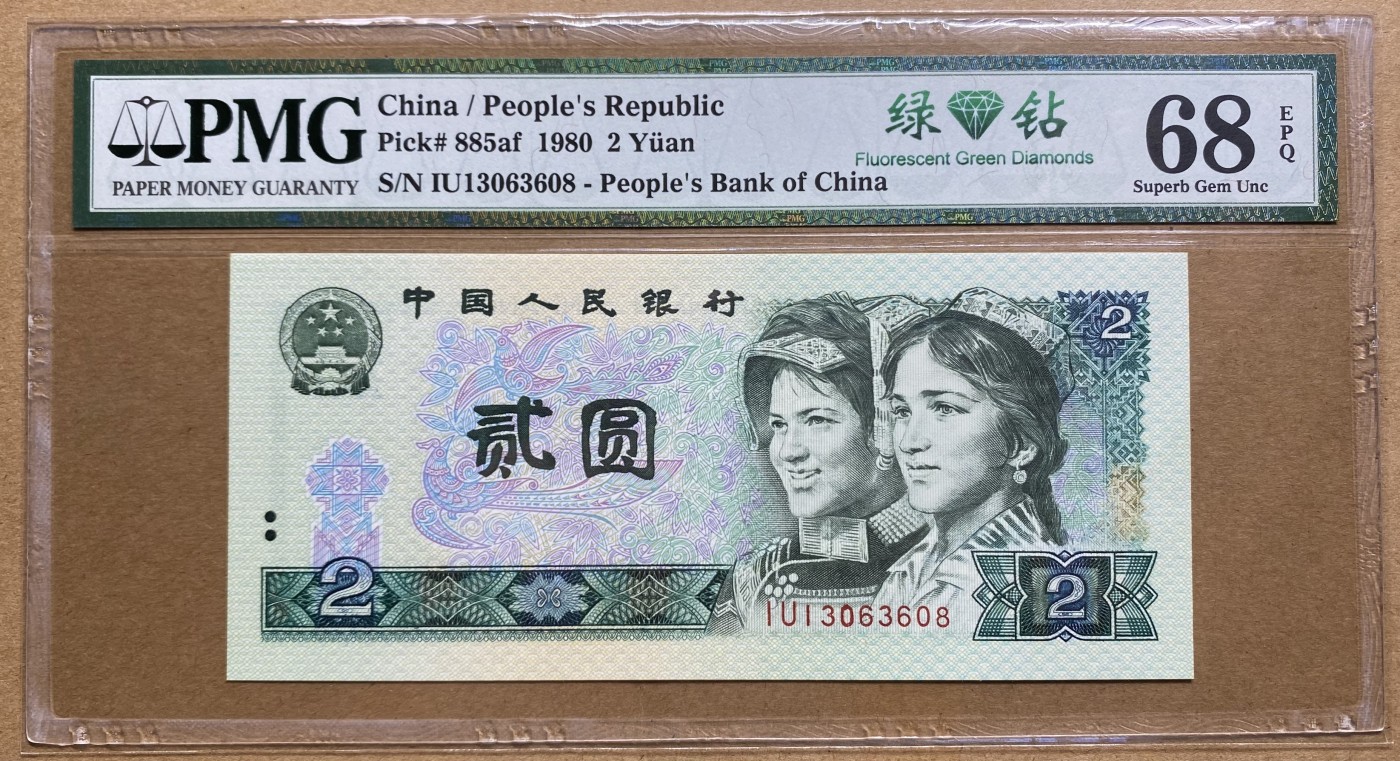 PMG
PAPER MONEY GUARANTY
China / People's Republic
Pick# 885af 1980 2 Yüan
S/N IU13063608 - People's Bank of China
绿钻
Fluorescent Green Diamonds
68
EPQ
Superb Gem Unc
中国人民银行
2
贰圆
2
IU13063608
2